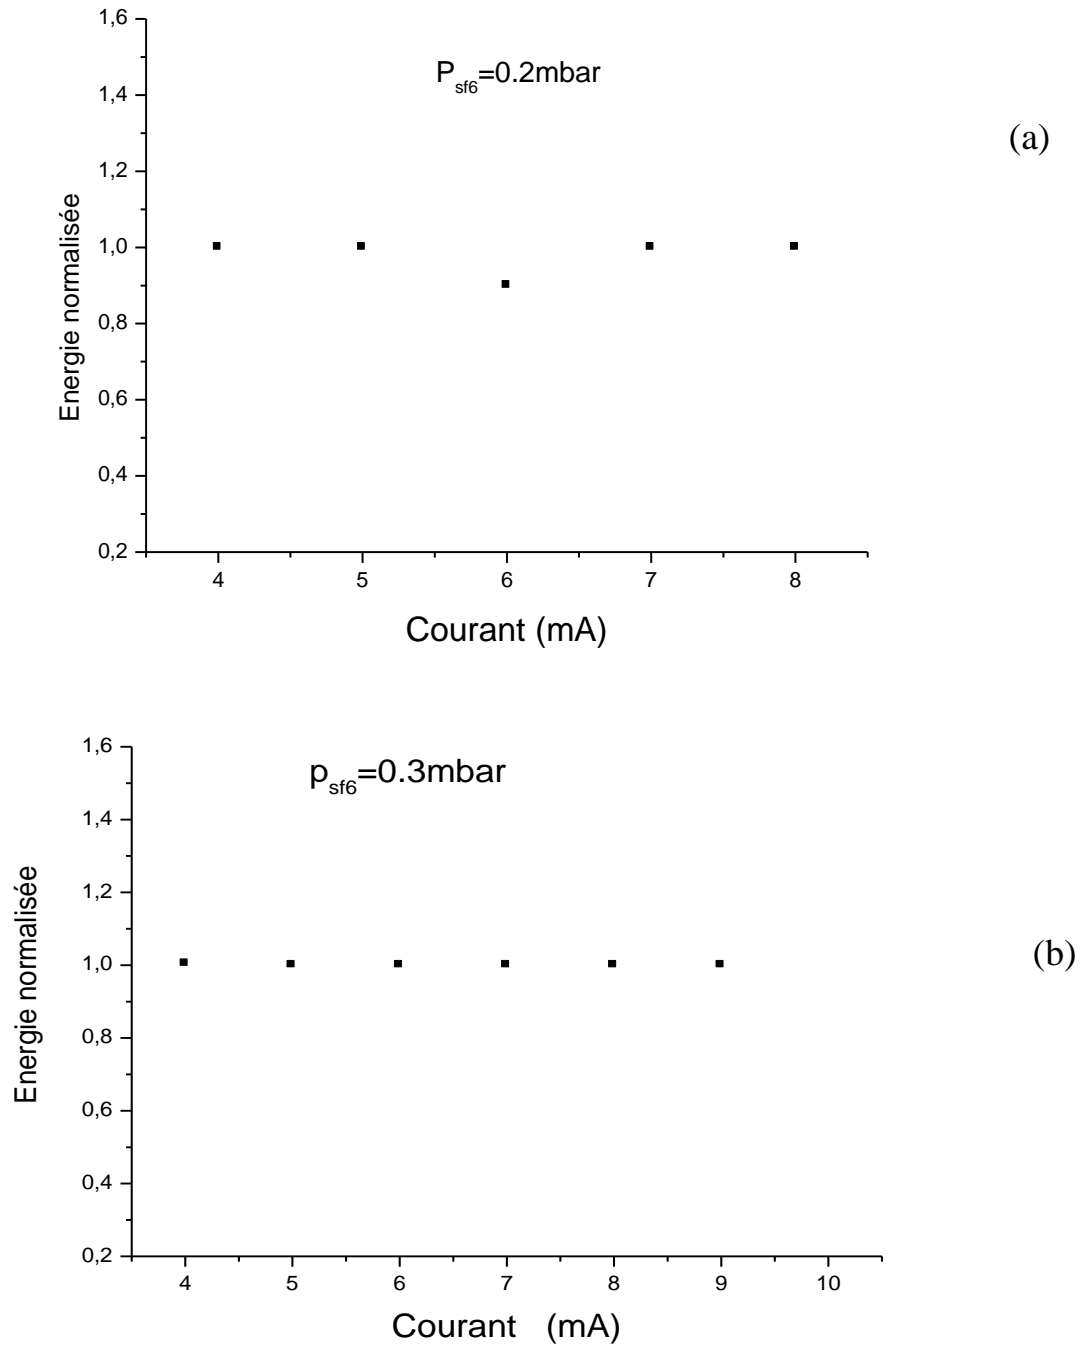 1,6
P_sf6=0.2mbar
1,4
(a)
1,2
Energie normalisée
1,0
0,8
0,6
0,4
0,2
4 5 6 7 8
Courant (mA)
1,6
p_sf6=0.3mbar
1,4
1,2
Energie normalisée
1,0
(b)
0,8
0,6
0,4
0,2
4 5 6 7 8 9 10
Courant (mA)